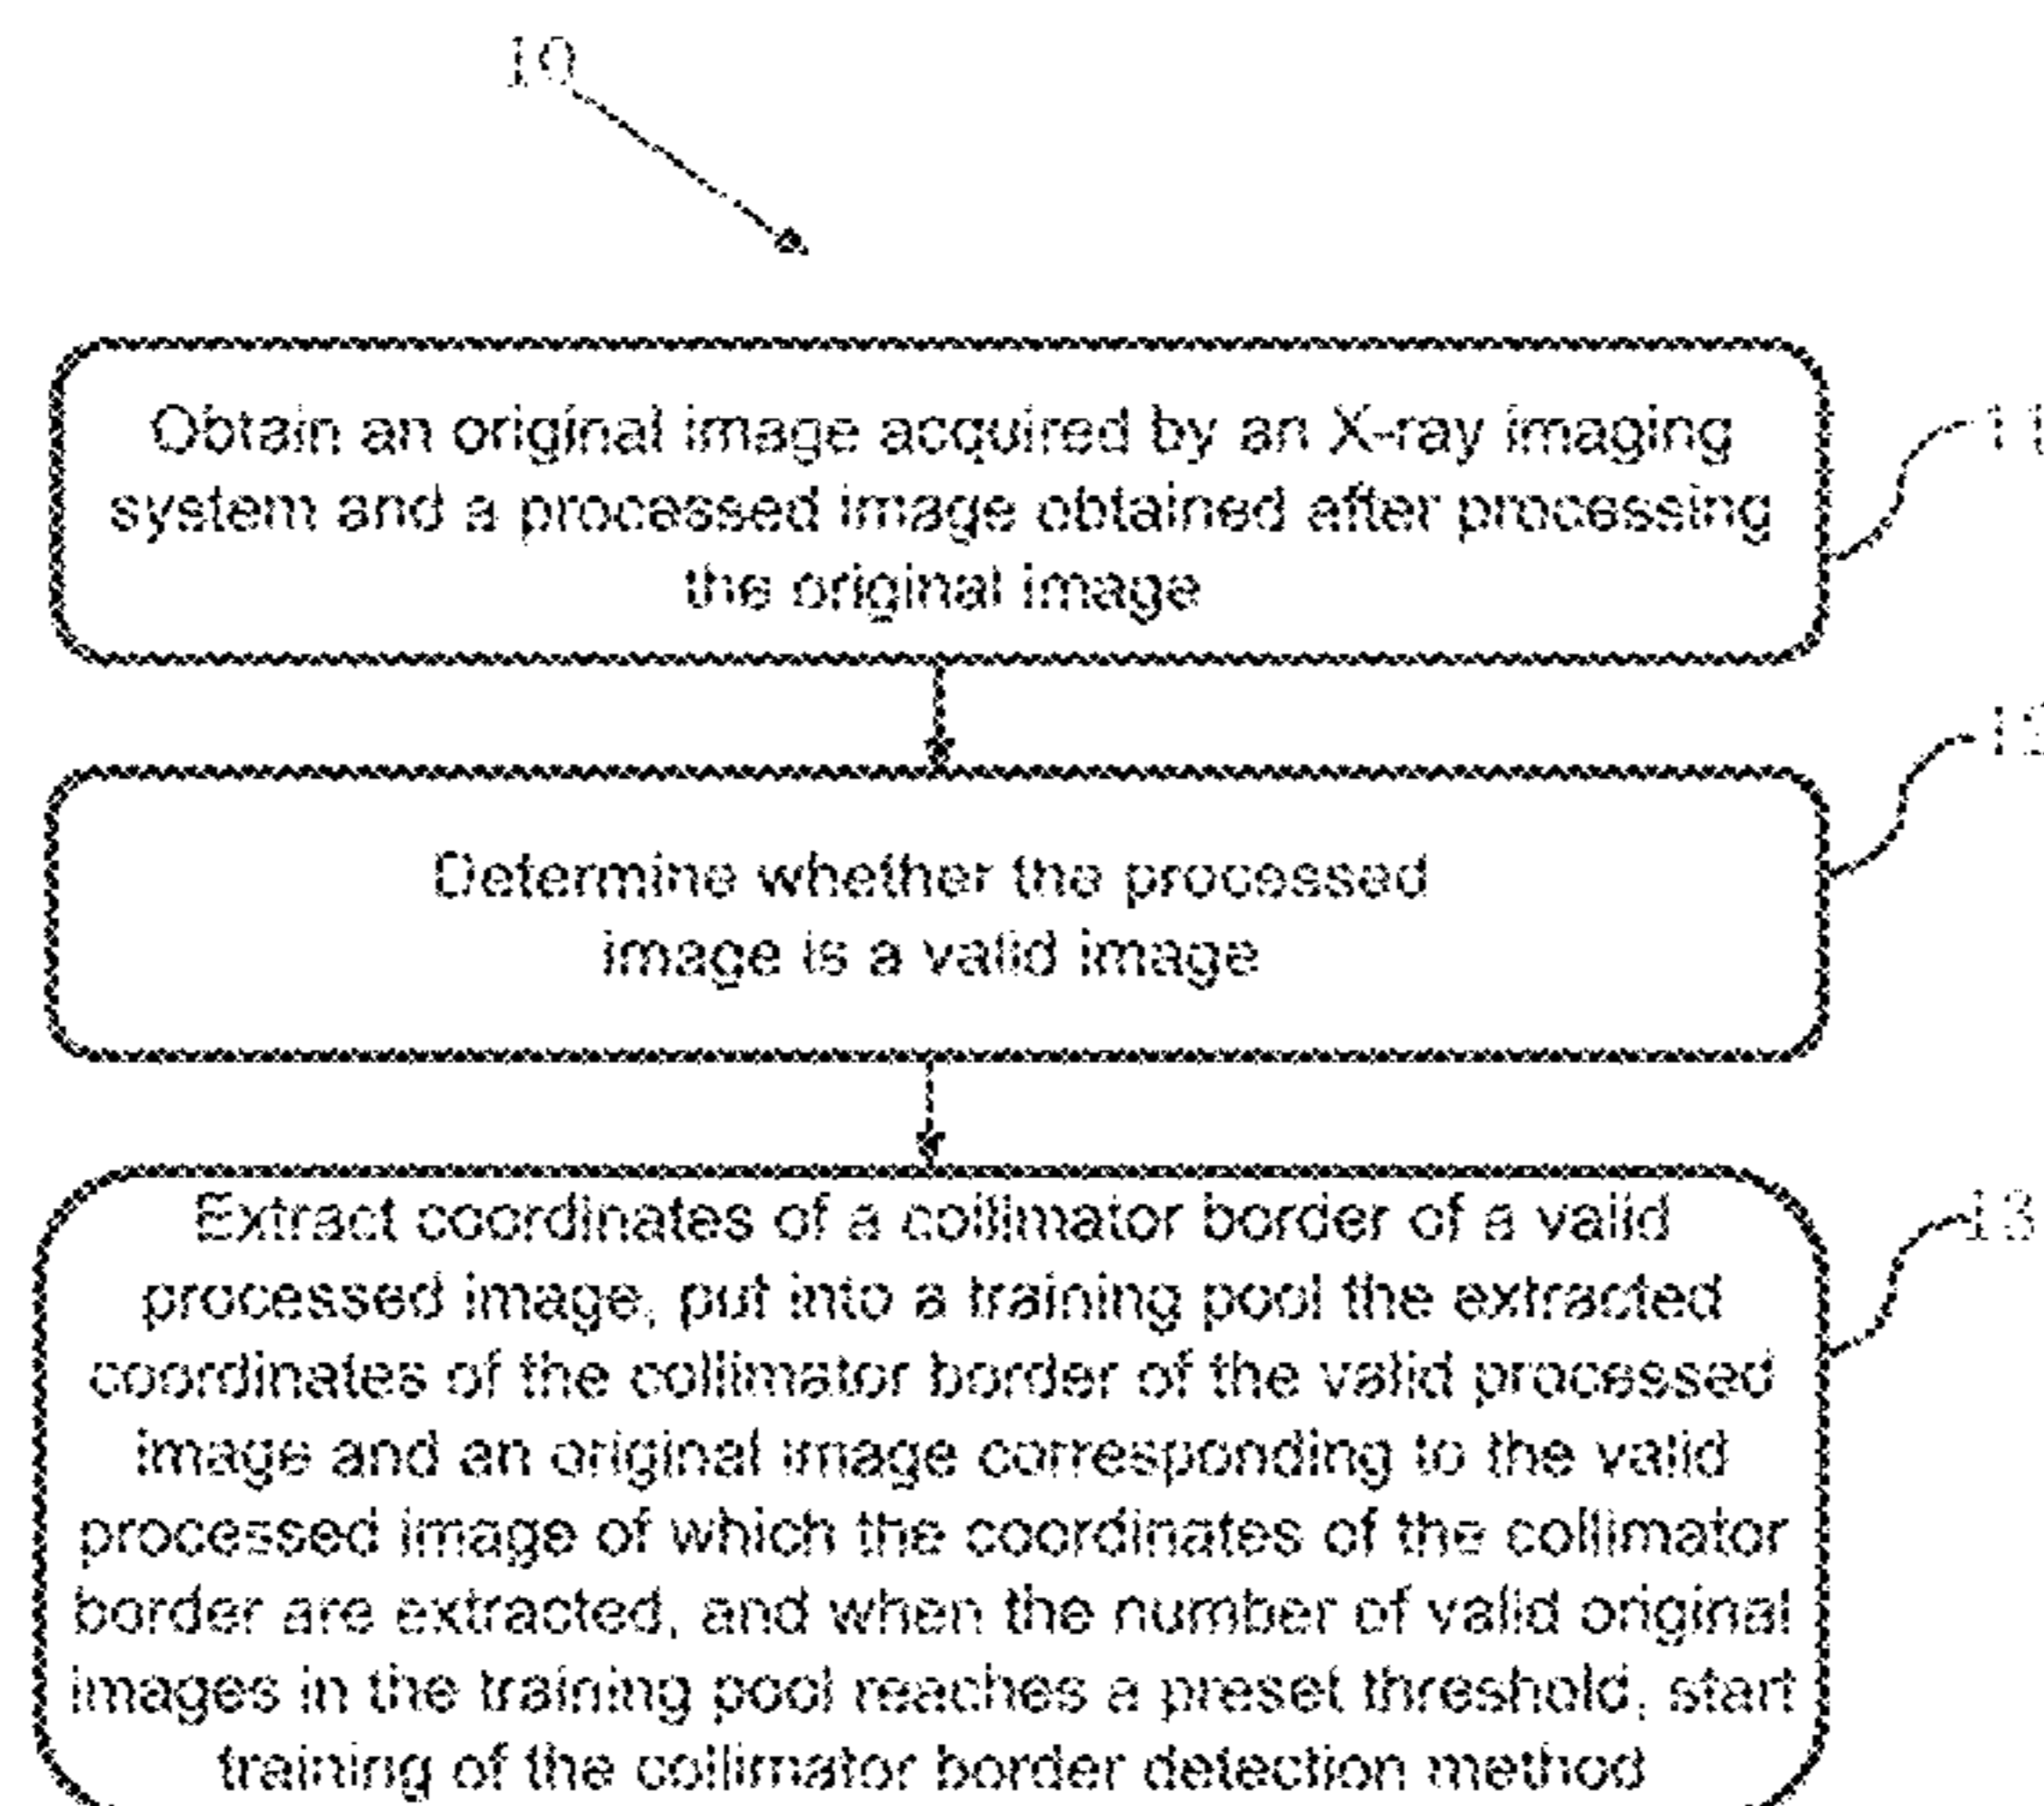 10
Obtain an original image acquired by an X-ray imaging
system and a processed image obtained after processing
the original image
11
Determine whether the processed
image is a valid image
12
Extract coordinates of a collimator border of a valid
processed image, put into a training pool the extracted
coordinates of the collimator border of the valid processed
image and an original image corresponding to the valid
processed image of which the coordinates of the collimator
border are extracted, and when the number of valid original
images in the training pool reaches a preset threshold, start
training of the collimator border detection method
13